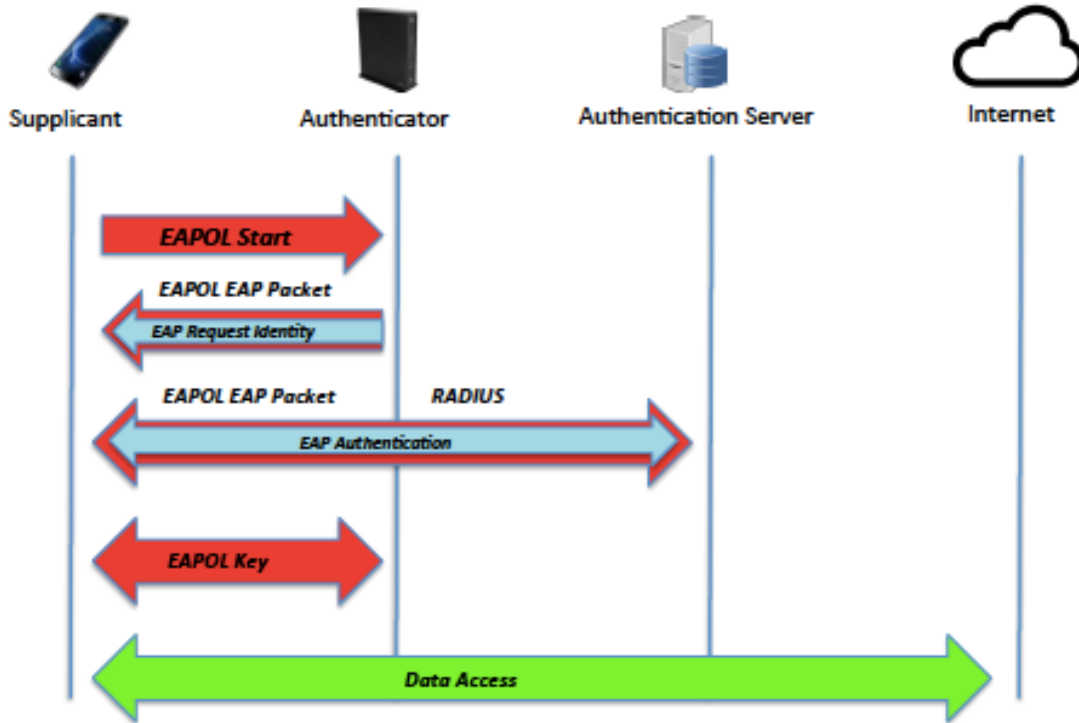 Supplicant
Authenticator
Authentication Server
Internet
EAPOL Start
EAPOL EAP Packet
EAP Request Identity
EAPOL EAP Packet
RADIUS
EAP Authentication
EAPOL Key
Data Access